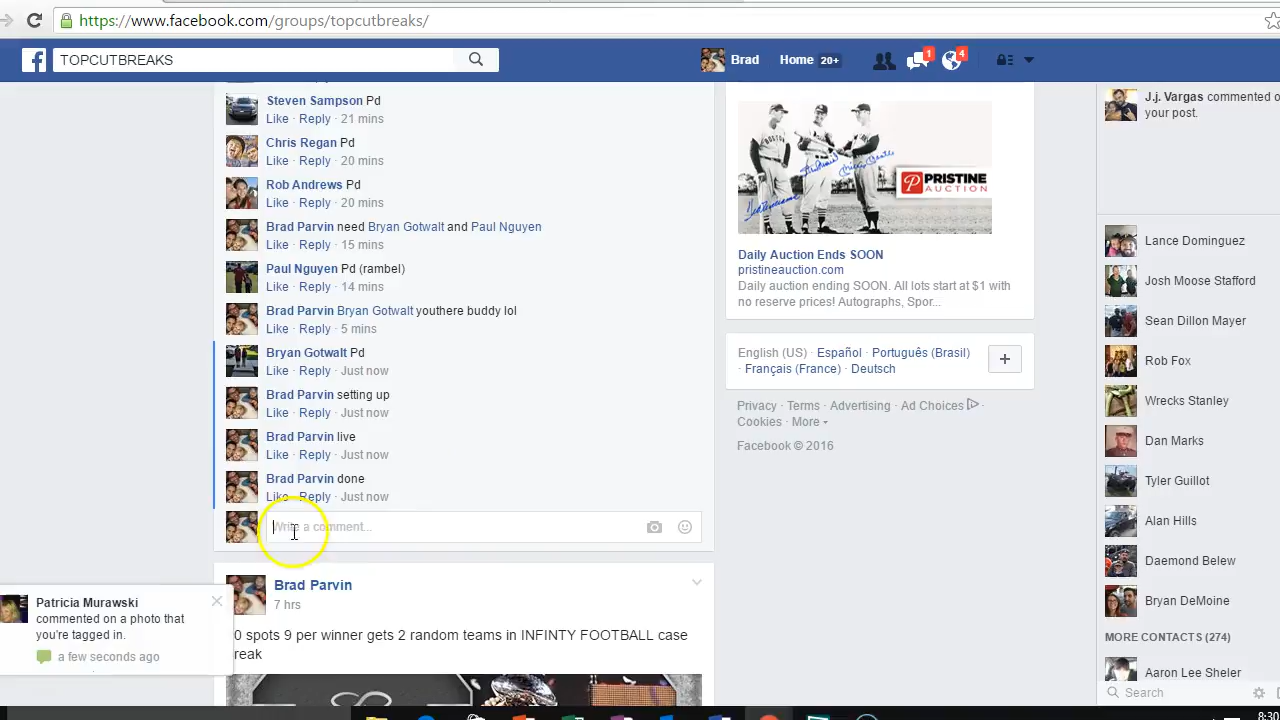 https://www.facebook.com/groups/topcutbreaks/
TOPCUTBREAKS
Brad
Home 20+
1
4
Steven Sampson Pd
Like · Reply · 21 mins
Chris Regan Pd
Like · Reply · 20 mins
Rob Andrews Pd
Like · Reply · 20 mins
Brad Parvin need Bryan Gotwalt and Paul Nguyen
Like · Reply · 15 mins
Paul Nguyen Pd (rambel)
Like · Reply · 14 mins
Brad Parvin Bryan Gotwalt youthere buddy lol
Like · Reply · 5 mins
Bryan Gotwalt Pd
Like · Reply · Just now
Brad Parvin setting up
Like · Reply · Just now
Brad Parvin live
Like · Reply · Just now
Brad Parvin done
Like · Reply · Just now
Write a comment...
Brad Parvin
7 hrs
0 spots 9 per winner gets 2 random teams in INFINTY FOOTBALL case
reak
Patricia Murawski
commented on a photo that
you're tagged in.
a few seconds ago
BOSTON
PRISTINE
AUCTION
Daily Auction Ends SOON
pristineauction.com
Daily auction ending SOON. All lots start at $1 with
no reserve prices! Autographs, Spor...
English (US) · Español · Português (Brasil)
· Français (France) · Deutsch
+
Privacy · Terms · Advertising · Ad Choices ·
Cookies · More
Facebook © 2016
J.j. Vargas commented o
your post.
Lance Dominguez
Josh Moose Stafford
Sean Dillon Mayer
Rob Fox
Wrecks Stanley
Dan Marks
Tyler Guillot
Alan Hills
Daemond Belew
Bryan DeMoine
MORE CONTACTS (274)
Aaron Lee Sheler
Search